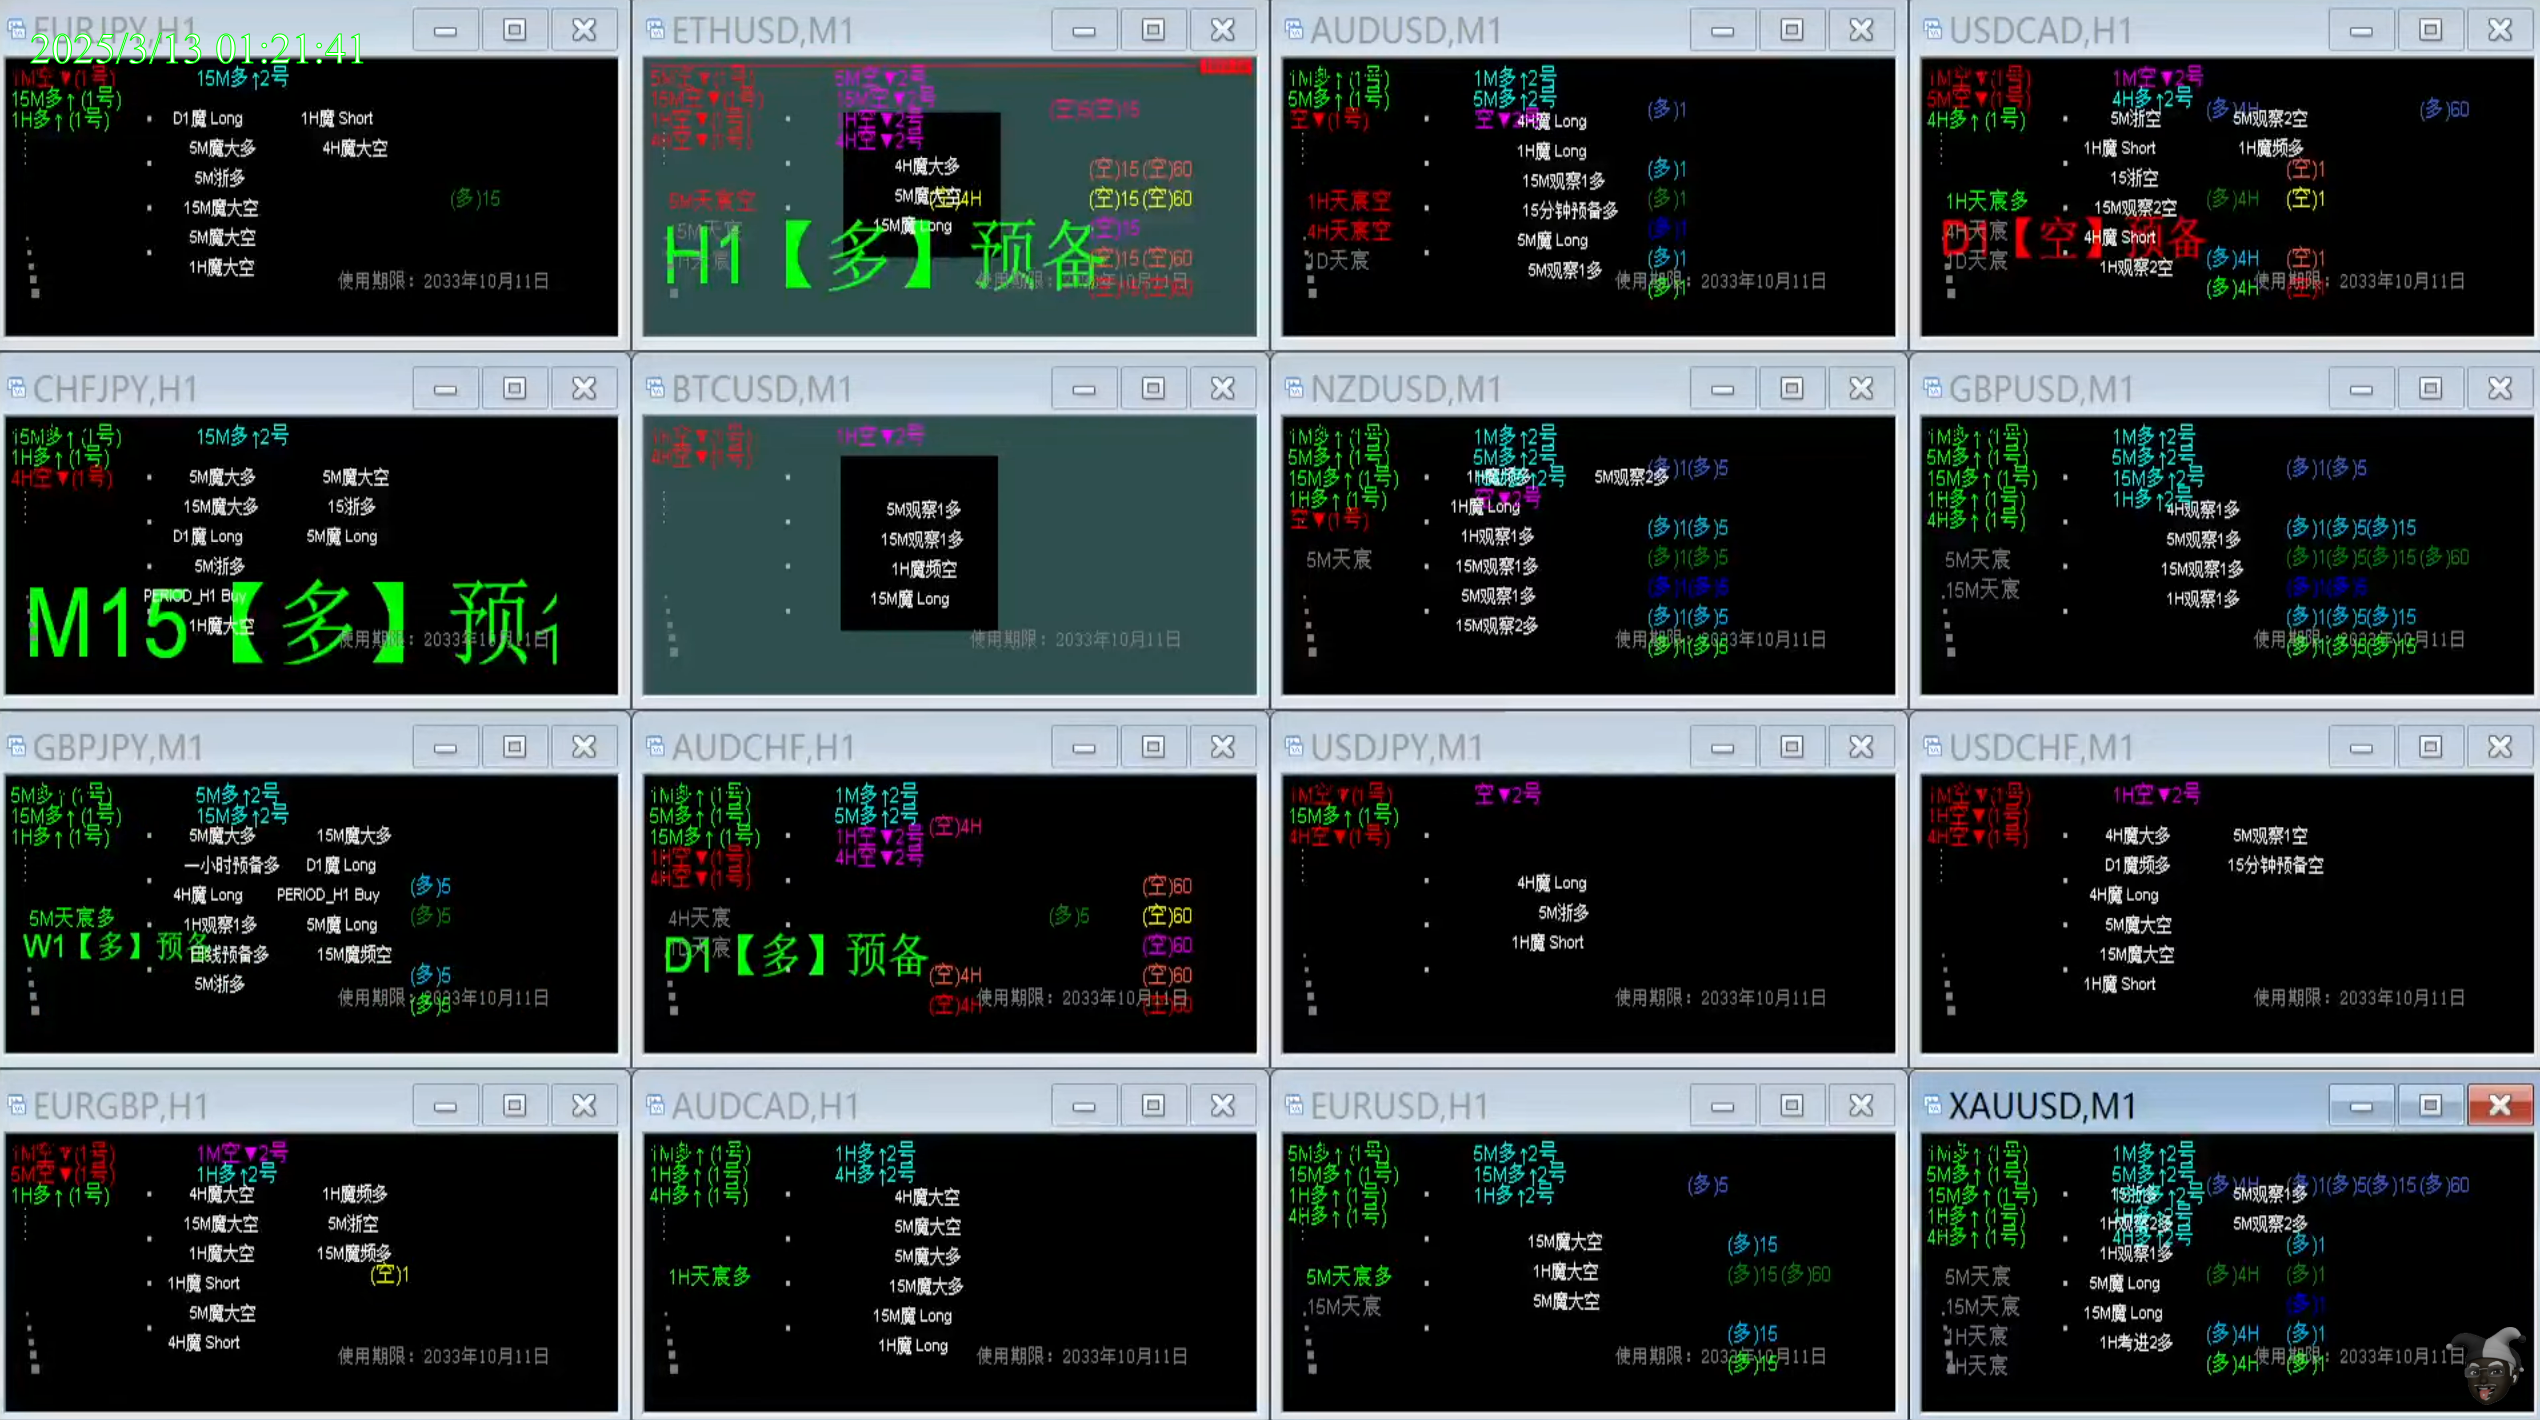 2025/3/13 01:21:41
EURJPY,H1
1M空▼(1号)
15M多↑2号
15M多↑(1号)
1H多↑(1号)
D1魔 Long
1H魔 Short
5M魔大多
4H魔大空
5M浙多
15M魔大空
(多)15
5M魔大空
1H魔大空
使用期限：2033年10月11日
ETHUSD,M1
5M空▼(1号)
5M空▼2号
15M空▼(1号)
15M空▼2号
1H空▼(1号)
1H空▼2号
4H空▼(1号)
4H空▼2号
4H魔大多
(空)15(空)60
5M天宸空
5M魔大空
(空)4H
(空)15(空)60
5M天宸
15M魔 Long
(空)15
H1【多】预备
(空)15(空)60
AUDUSD,M1
1M多↑(1号)
1M多↑2号
5M多↑(1号)
5M多↑2号
(多)1
空▼(1号)
空▼2号
4H魔 Long
1H魔 Long
15M观察1多
(多)1
1H天宸空
15分钟预备多
(多)1
4H天宸空
5M魔 Long
(多)1
1D天宸
5M观察1多
(多)1
使用期限：2033年10月11日
(多)1
USDCAD,H1
1M空▼(1号)
1M空▼2号
5M空▼(1号)
4H多↑2号
4H多↑(1号)
5M浙空
(多)4H
5M观察2空
(多)60
1H魔 Short
1H魔频多
15浙空
(空)1
1H天宸多
15M观察2空
(多)4H
(空)1
4H天宸
D1【空】预备
4H魔 Short
1D天宸
1H观察2空
(多)4H
(空)1
(多)4H
(空)1
使用期限：2033年10月11日
CHFJPY,H1
15M多↑(1号)
15M多↑2号
1H多↑(1号)
4H空▼(1号)
5M魔大多
5M魔大空
15M魔大多
15浙多
D1魔 Long
5M魔 Long
5M浙多
PERIOD_H1 Buy
M15【多】预
1H魔大空
使用期限：2033年10月11日
BTCUSD,M1
1H空▼(1号)
1H空▼2号
4H空▼(1号)
5M观察1多
15M观察1多
1H魔频空
15M魔 Long
使用期限：2033年10月11日
NZDUSD,M1
1M多↑(1号)
1M多↑2号
5M多↑(1号)
5M多↑2号
15M多↑(1号)
1H魔频多
5M观察2多
(多)1(多)5
1H多↑(1号)
空▼2号
1H魔 Long
空▼(1号)
1H观察1多
(多)1(多)5
5M天宸
15M观察1多
(多)1(多)5
5M观察1多
(多)1(多)5
15M观察2多
(多)1(多)5
使用期限：2033年10月11日
(多)1(多)5
GBPUSD,M1
1M多↑(1号)
1M多↑2号
5M多↑(1号)
5M多↑2号
(多)1(多)5
15M多↑(1号)
15M多↑2号
1H多↑(1号)
1H多↑2号
4H多↑(1号)
4H观察1多
5M观察1多
(多)1(多)5(多)15
5M天宸
15M观察1多
(多)1(多)5(多)15(多)60
15M天宸
1H观察1多
(多)1(多)5
(多)1(多)5(多)15
使用期限：2033年10月11日
(多)1(多)5(多)15
GBPJPY,M1
5M多↑(1号)
5M多↑2号
15M多↑(1号)
15M多↑2号
1H多↑(1号)
5M魔大多
15M魔大多
一小时预备多
D1魔 Long
4H魔 Long
PERIOD_H1 Buy
(多)5
5M天宸多
1H观察1多
5M魔 Long
(多)5
W1【多】预备
日线预备多
15M魔频空
5M浙多
(多)5
使用期限：2033年10月11日
(多)5
AUDCHF,H1
1M多↑(1号)
1M多↑2号
5M多↑(1号)
5M多↑2号
15M多↑(1号)
1H空▼2号
(空)4H
1H空▼(1号)
4H空▼2号
4H空▼(1号)
(空)60
4H天宸
(多)5
(空)60
1D天宸
D1【多】预备
(空)60
(空)4H
(空)60
(空)4H
(空)60
使用期限：2033年10月11日
USDJPY,M1
1M空▼(1号)
空▼2号
15M多↑(1号)
4H空▼(1号)
4H魔 Long
5M浙多
1H魔 Short
使用期限：2033年10月11日
USDCHF,M1
1M空▼(1号)
1H空▼2号
1H空▼(1号)
4H空▼(1号)
4H魔大多
5M观察1空
D1魔频多
15分钟预备空
4H魔 Long
5M魔大空
15M魔大空
1H魔 Short
使用期限：2033年10月11日
EURGBP,H1
1M空▼(1号)
1M空▼2号
5M空▼(1号)
1H多↑2号
1H多↑(1号)
4H魔大空
1H魔频多
15M魔大空
5M浙空
1H魔大空
15M魔频多
(空)1
1H魔 Short
5M魔大空
4H魔 Short
使用期限：2033年10月11日
AUDCAD,H1
1M多↑(1号)
1H多↑2号
1H多↑(1号)
4H多↑2号
4H多↑(1号)
4H魔大空
5M魔大空
5M魔大多
1H天宸多
15M魔大多
15M魔 Long
1H魔 Long
使用期限：2033年10月11日
EURUSD,H1
5M多↑(1号)
5M多↑2号
15M多↑(1号)
15M多↑2号
(多)5
1H多↑(1号)
1H多↑2号
4H多↑(1号)
15M魔大空
(多)15
5M天宸多
1H魔大空
(多)15(多)60
15M天宸
5M魔大空
(多)15
使用期限：2033年10月11日
(多)15
XAUUSD,M1
1M多↑(1号)
1M多↑2号
5M多↑(1号)
5M多↑2号
15M多↑(1号)
15浙多
(多)4H
5M观察1多
(多)1(多)5(多)15(多)60
1H多↑(1号)
1H观察2多
5M观察2多
4H多↑(1号)
4H多↑2号
1H观察1多
(多)1
5M天宸
5M魔 Long
(多)4H
(多)1
15M天宸
15M魔 Long
(多)1
1H天宸
1H考进2多
(多)4H
(多)1
4H天宸
(多)4H
(多)1
使用期限：2033年10月11日